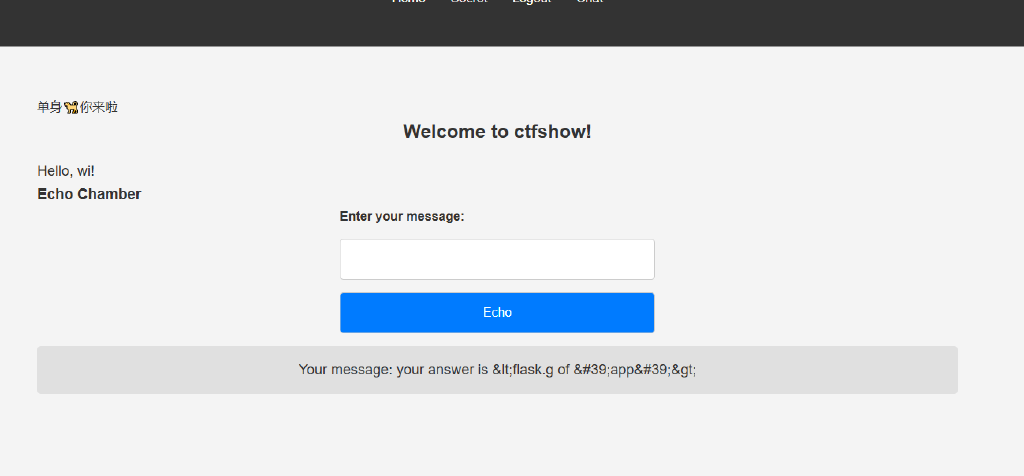 Home Secret Logout Chat
单身🐕你来啦
Welcome to ctfshow!
Hello, wi!
Echo Chamber
Enter your message:
Echo
Your message: your answer is &lt;flask.g of &#39;app&#39;&gt;